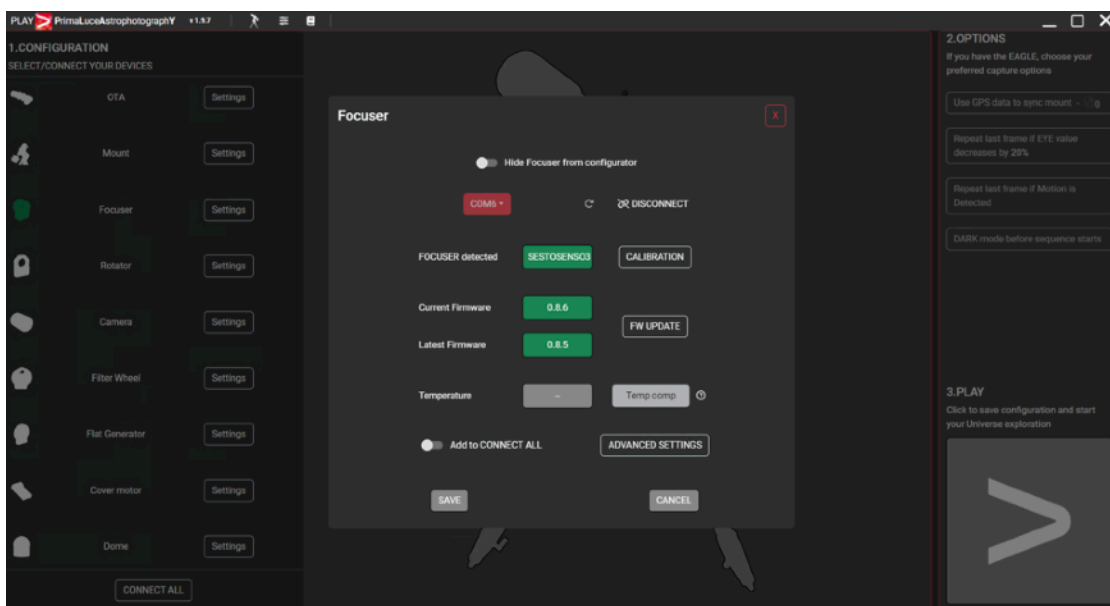 PLAY PrimaLuceAstrophotographY v1.9.7
1.CONFIGURATION
SELECT/CONNECT YOUR DEVICES
OTA Settings
Mount Settings
Focuser Settings
Rotator Settings
Camera Settings
Filter Wheel Settings
Flat Generator Settings
Cover motor Settings
Dome Settings
CONNECT ALL
Focuser
X
Hide Focuser from configurator
COM6
DISCONNECT
FOCUSER detected SESTOSENSO3 CALIBRATION
Current Firmware 0.8.6
FW UPDATE
Latest Firmware 0.8.5
Temperature - Temp comp
Add to CONNECT ALL ADVANCED SETTINGS
SAVE CANCEL
2.OPTIONS
If you have the EAGLE, choose your
preferred capture options
Use GPS data to sync mount - 0
Repeat last frame if EYE value
decreases by 20%
Repeat last frame if Motion is
Detected
DARK mode before sequence starts
3.PLAY
Click to save configuration and start
your Universe exploration